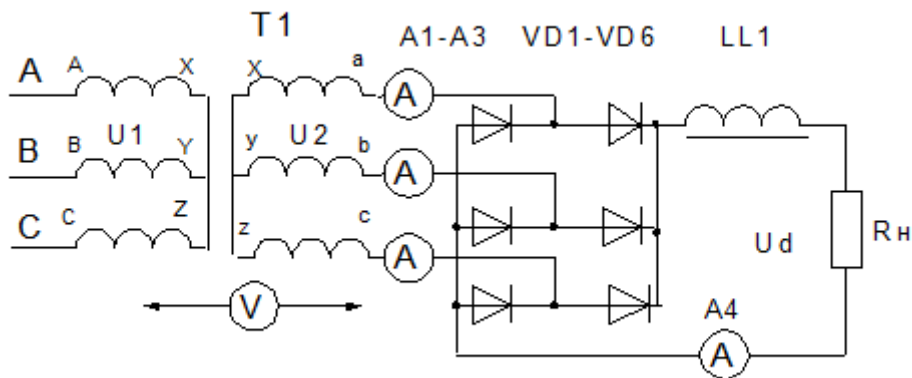 T1 A1-A3 VD1-VD6 LL1
A A X X a A
B B U1 Y y U2 b A
C C Z z c A
Ud Rн
V A4
A